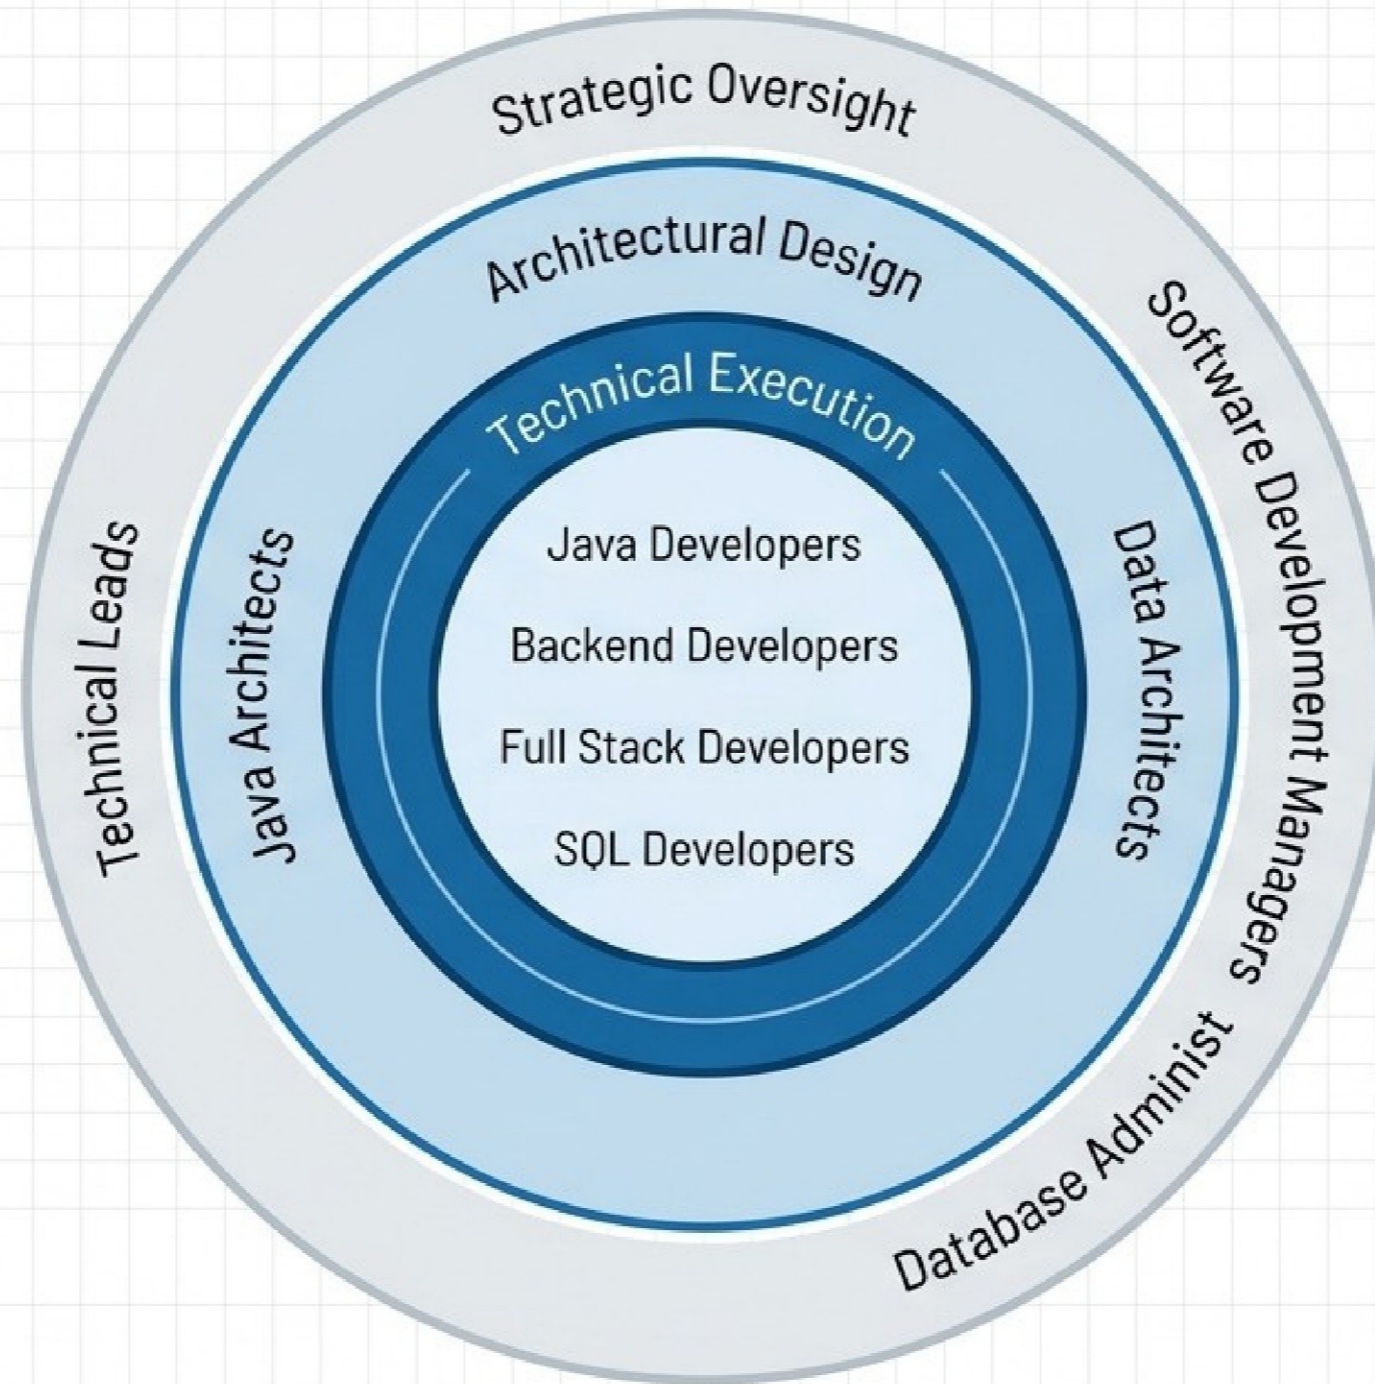 Strategic Oversight
Architectural Design
Technical Execution
Java Developers
Backend Developers
Full Stack Developers
SQL Developers
Technical Leads
Java Architects
Data Architects
Software Development Managers
Database Administ